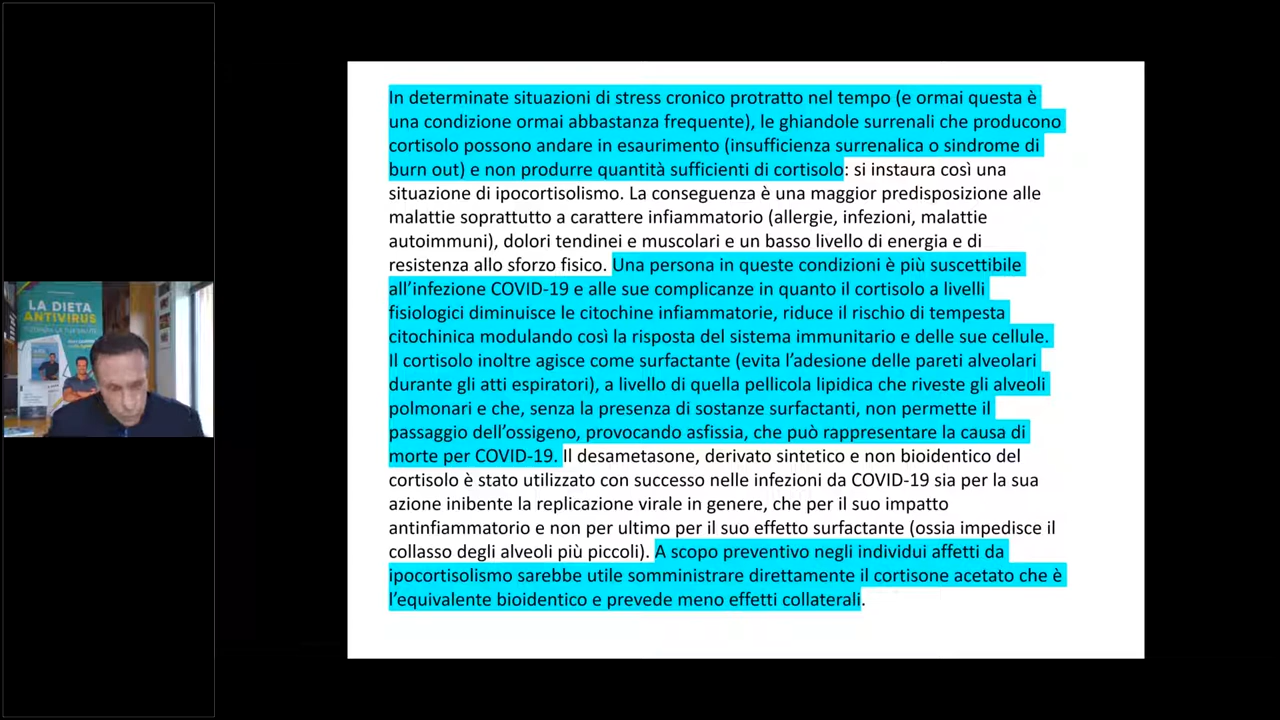 LA DIETA
ANTIVIRUS
In determinate situazioni di stress cronico protratto nel tempo (e ormai questa è
una condizione ormai abbastanza frequente), le ghiandole surrenali che producono
cortisolo possono andare in esaurimento (insufficienza surrenalica o sindrome di
burn out) e non produrre quantità sufficienti di cortisolo: si instaura così una
situazione di ipocortisolismo. La conseguenza è una maggior predisposizione alle
malattie soprattutto a carattere infiammatorio (allergie, infezioni, malattie
autoimmuni), dolori tendinei e muscolari e un basso livello di energia e di
resistenza allo sforzo fisico. Una persona in queste condizioni è più suscettibile
all’infezione COVID-19 e alle sue complicanze in quanto il cortisolo a livelli
fisiologici diminuisce le citochine infiammatorie, riduce il rischio di tempesta
citochinica modulando così la risposta del sistema immunitario e delle sue cellule.
Il cortisolo inoltre agisce come surfactante (evita l’adesione delle pareti alveolari
durante gli atti espiratori), a livello di quella pellicola lipidica che riveste gli alveoli
polmonari e che, senza la presenza di sostanze surfactanti, non permette il
passaggio dell’ossigeno, provocando asfissia, che può rappresentare la causa di
morte per COVID-19. Il desametasone, derivato sintetico e non bioidentico del
cortisolo è stato utilizzato con successo nelle infezioni da COVID-19 sia per la sua
azione inibente la replicazione virale in genere, che per il suo impatto
antinfiammatorio e non per ultimo per il suo effetto surfactante (ossia impedisce il
collasso degli alveoli più piccoli). A scopo preventivo negli individui affetti da
ipocortisolismo sarebbe utile somministrare direttamente il cortisone acetato che è
l’equivalente bioidentico e prevede meno effetti collaterali.